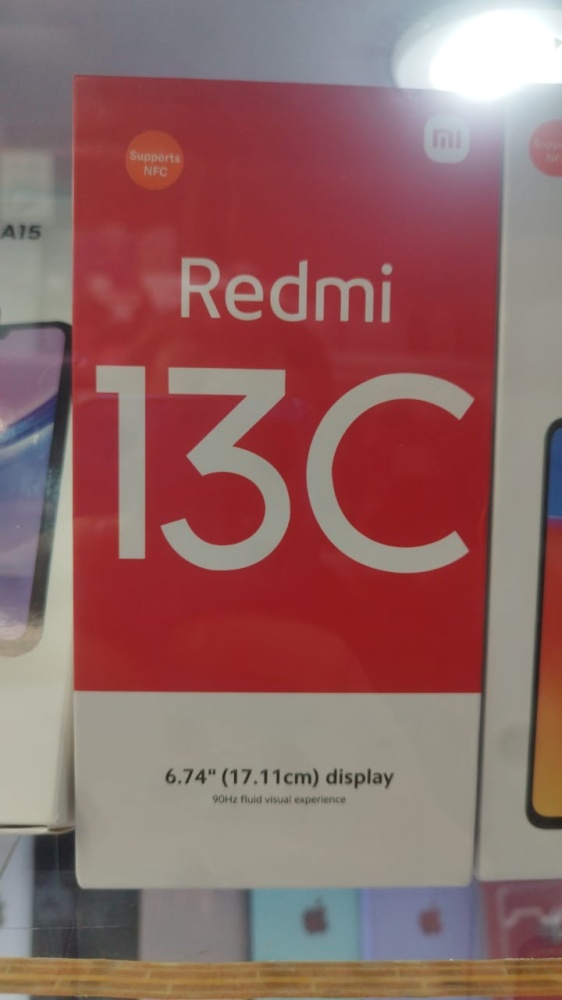 A15
Supports
NFC
mi
Redmi
13C
6.74" (17.11cm) display
90Hz fluid visual experience